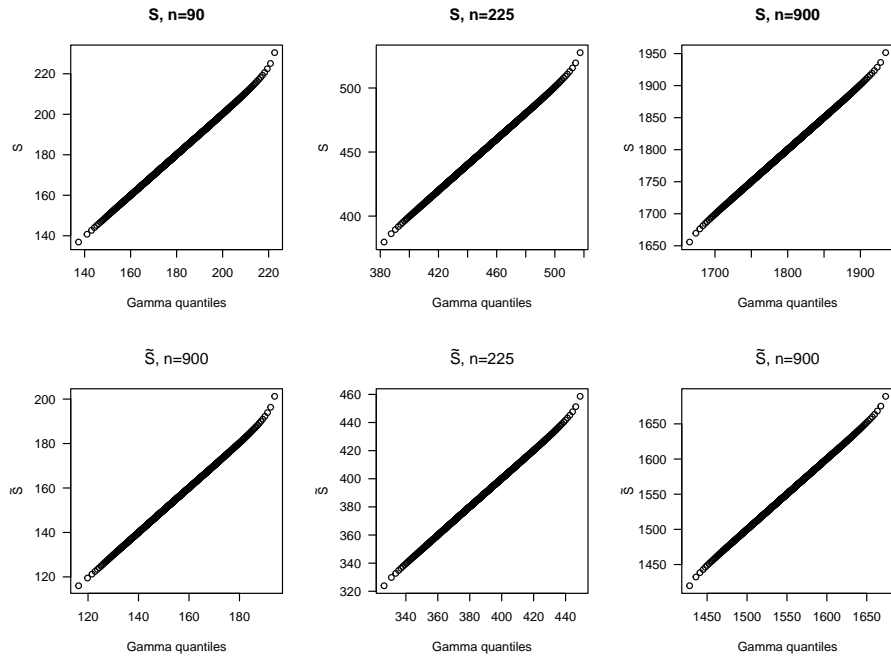 S, n=90
S, n=225
S, n=900
S
140
160
180
200
220
140 160 180 200 220
Gamma quantiles
S
400
450
500
380 420 460 500
Gamma quantiles
S
1650
1700
1750
1800
1850
1900
1950
1700 1800 1900
Gamma quantiles
S̃, n=900
S̃, n=225
S̃, n=900
S̃
120
140
160
180
200
120 140 160 180
Gamma quantiles
S̃
320
340
360
380
400
420
440
460
340 360 380 400 420 440
Gamma quantiles
S̃
1450
1500
1550
1600
1650
1450 1500 1550 1600 1650
Gamma quantiles